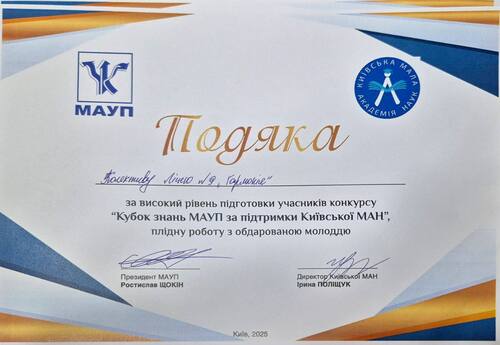 МАУП
КИЇВСЬКА МАЛА АКАДЕМІЯ НАУК
Подяка
Колективу Ліцею №9 "Гармонія"
за високий рівень підготовки учасників конкурсу
"Кубок знань МАУП за підтримки Київської МАН",
плідну роботу з обдарованою молоддю
Президент МАУП
Ростислав ЩОКІН
Директор Київської МАН
Ірина ПОЛІЩУК
Київ, 2025